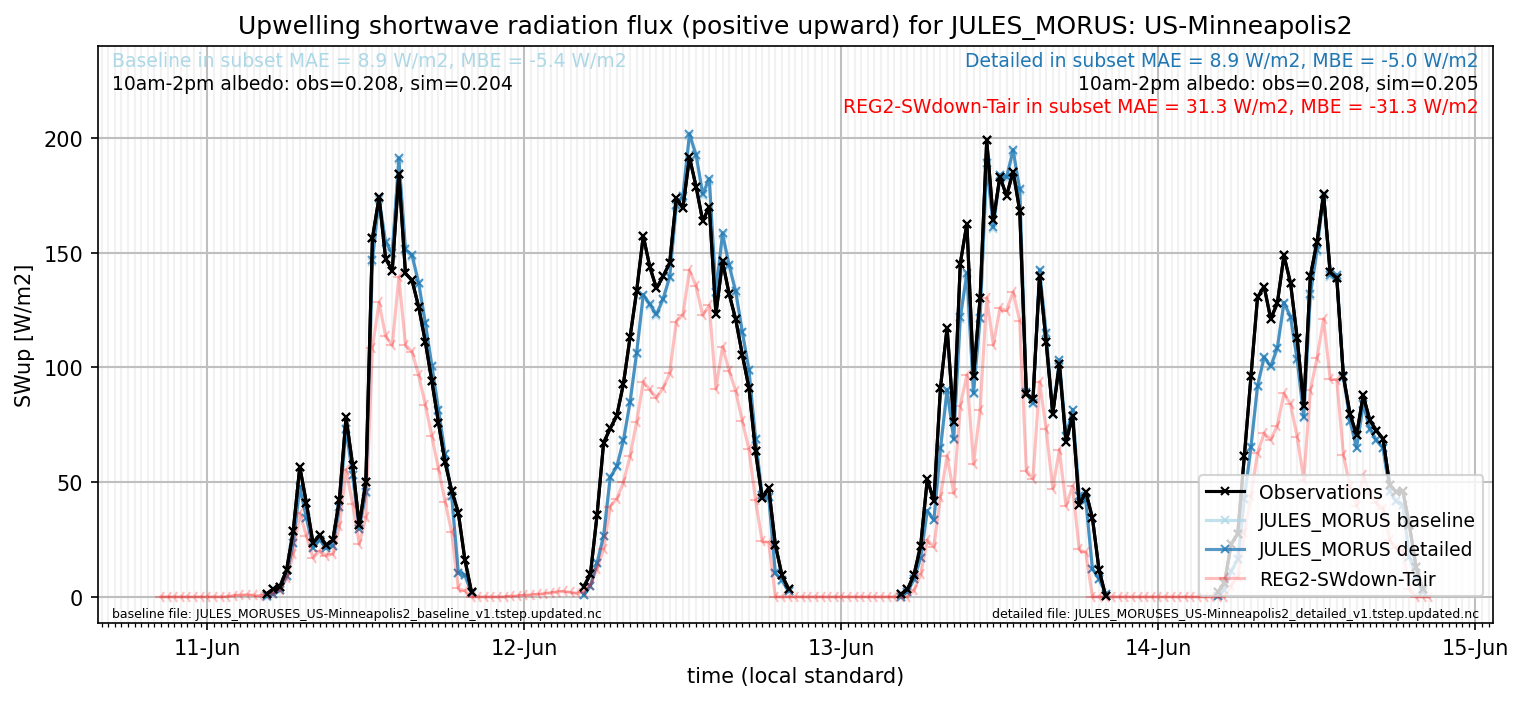 Upwelling shortwave radiation flux (positive upward) for JULES_MORUS: US-Minneapolis2
Baseline in subset MAE = 8.9 W/m2, MBE = -5.4 W/m2
10am-2pm albedo: obs=0.208, sim=0.204
Detailed in subset MAE = 8.9 W/m2, MBE = -5.0 W/m2
10am-2pm albedo: obs=0.208, sim=0.205
REG2-SWdown-Tair in subset MAE = 31.3 W/m2, MBE = -31.3 W/m2
SWup [W/m2]
200
150
100
50
0
Observations
JULES_MORUS baseline
JULES_MORUS detailed
REG2-SWdown-Tair
baseline file: JULES_MORUSES_US-Minneapolis2_baseline_v1.tstep.updated.nc
detailed file: JULES_MORUSES_US-Minneapolis2_detailed_v1.tstep.updated.nc
11-Jun 12-Jun 13-Jun 14-Jun 15-Jun
time (local standard)